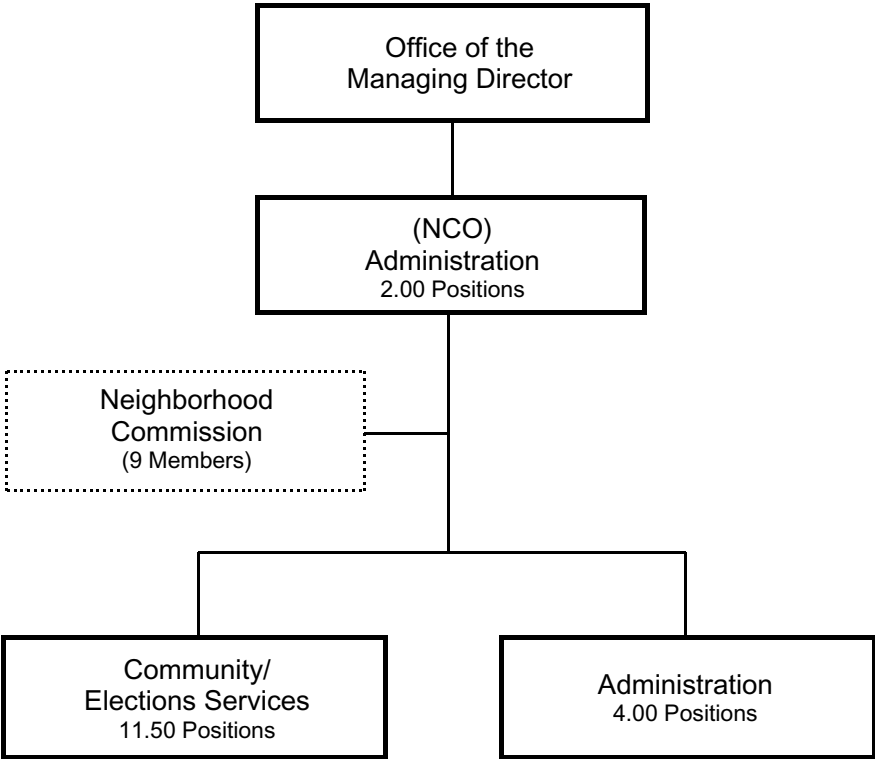 Office of the
Managing Director
(NCO)
Administration
2.00 Positions
Neighborhood
Commission
(9 Members)
Community/
Elections Services
11.50 Positions
Administration
4.00 Positions